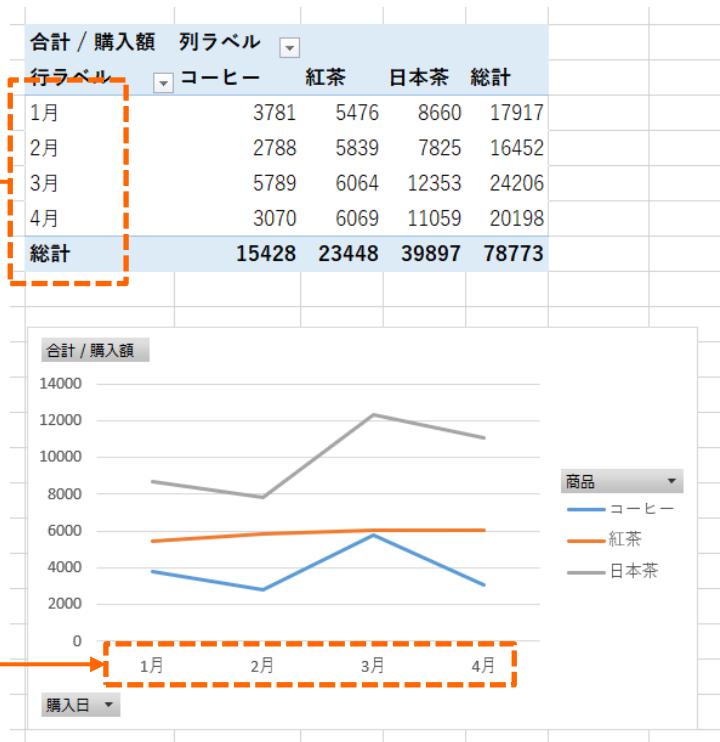 合計 / 購入額 列ラベル
行ラベル コーヒー 紅茶 日本茶 総計
1月 3781 5476 8660 17917
2月 2788 5839 7825 16452
3月 5789 6064 12353 24206
4月 3070 6069 11059 20198
総計 15428 23448 39897 78773
合計 / 購入額
14000
12000
10000
8000
6000
4000
2000
0
1月 2月 3月 4月
商品
コーヒー
紅茶
日本茶
購入日